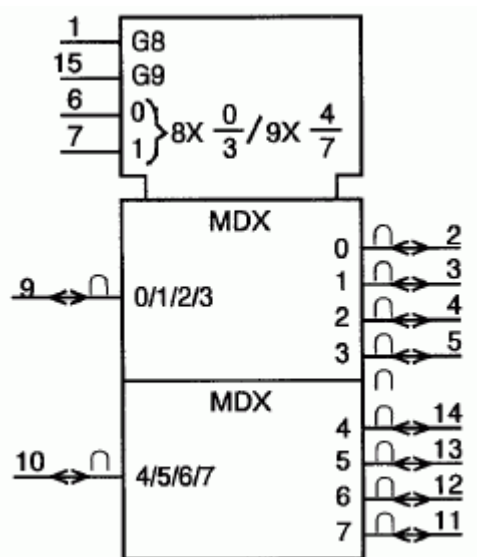 1 G8
15 G9
6 0
7 1
8X 0/3 / 9X 4/7
MDX
0 ∩ 2
1 ∩ 3
9 ∩ 0/1/2/3
2 ∩ 4
3 ∩ 5
∩
MDX
4 ∩ 14
5 ∩ 13
10 ∩ 4/5/6/7
6 ∩ 12
7 ∩ 11